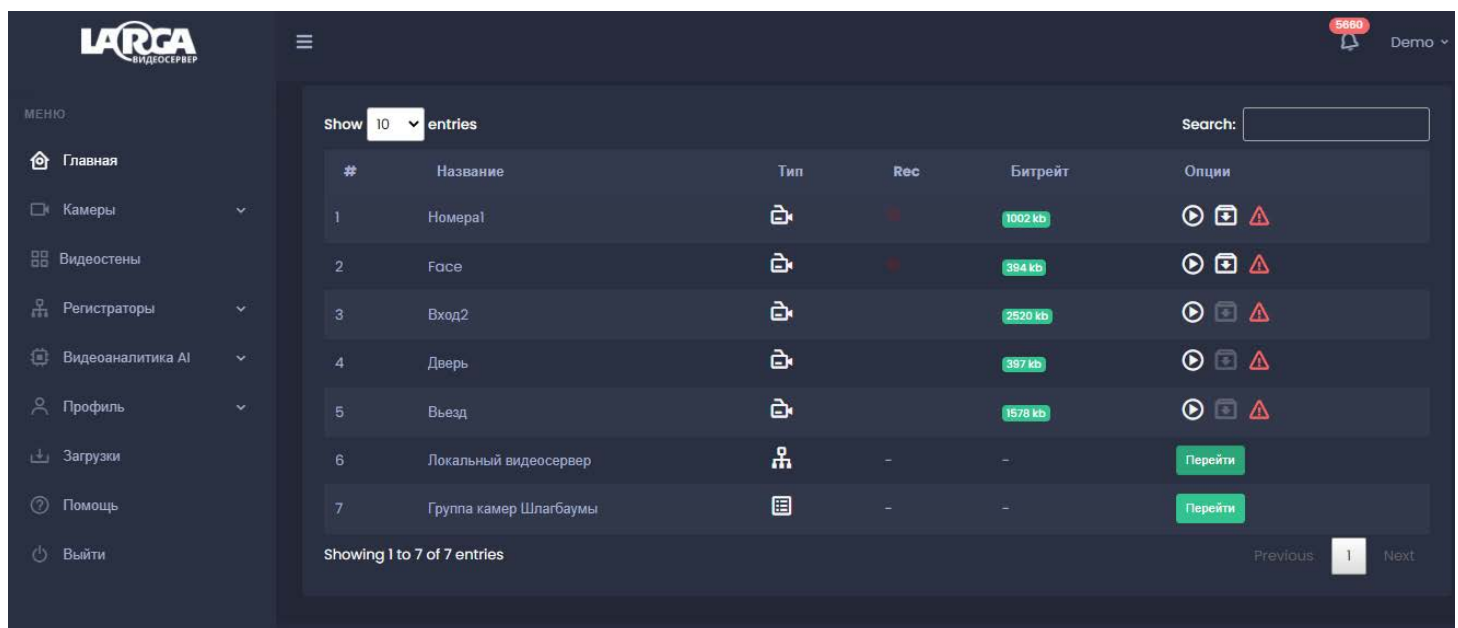 LARGA
ВИДЕОСЕРВЕР
5660
Demo
МЕНЮ
Главная
Камеры
Видеостены
Регистраторы
Видеоаналитика AI
Профиль
Загрузки
Помощь
Выйти
Show 10 entries
Search:
# Название Тип Rec Битрейт Опции
1 Номера1 1002 kb
2 Face 394 kb
3 Вход2 2520 kb
4 Дверь 397 kb
5 Вьезд 1578 kb
6 Локальный видеосервер - - Перейти
7 Группа камер Шлагбаумы - - Перейти
Showing 1 to 7 of 7 entries
Previous 1 Next